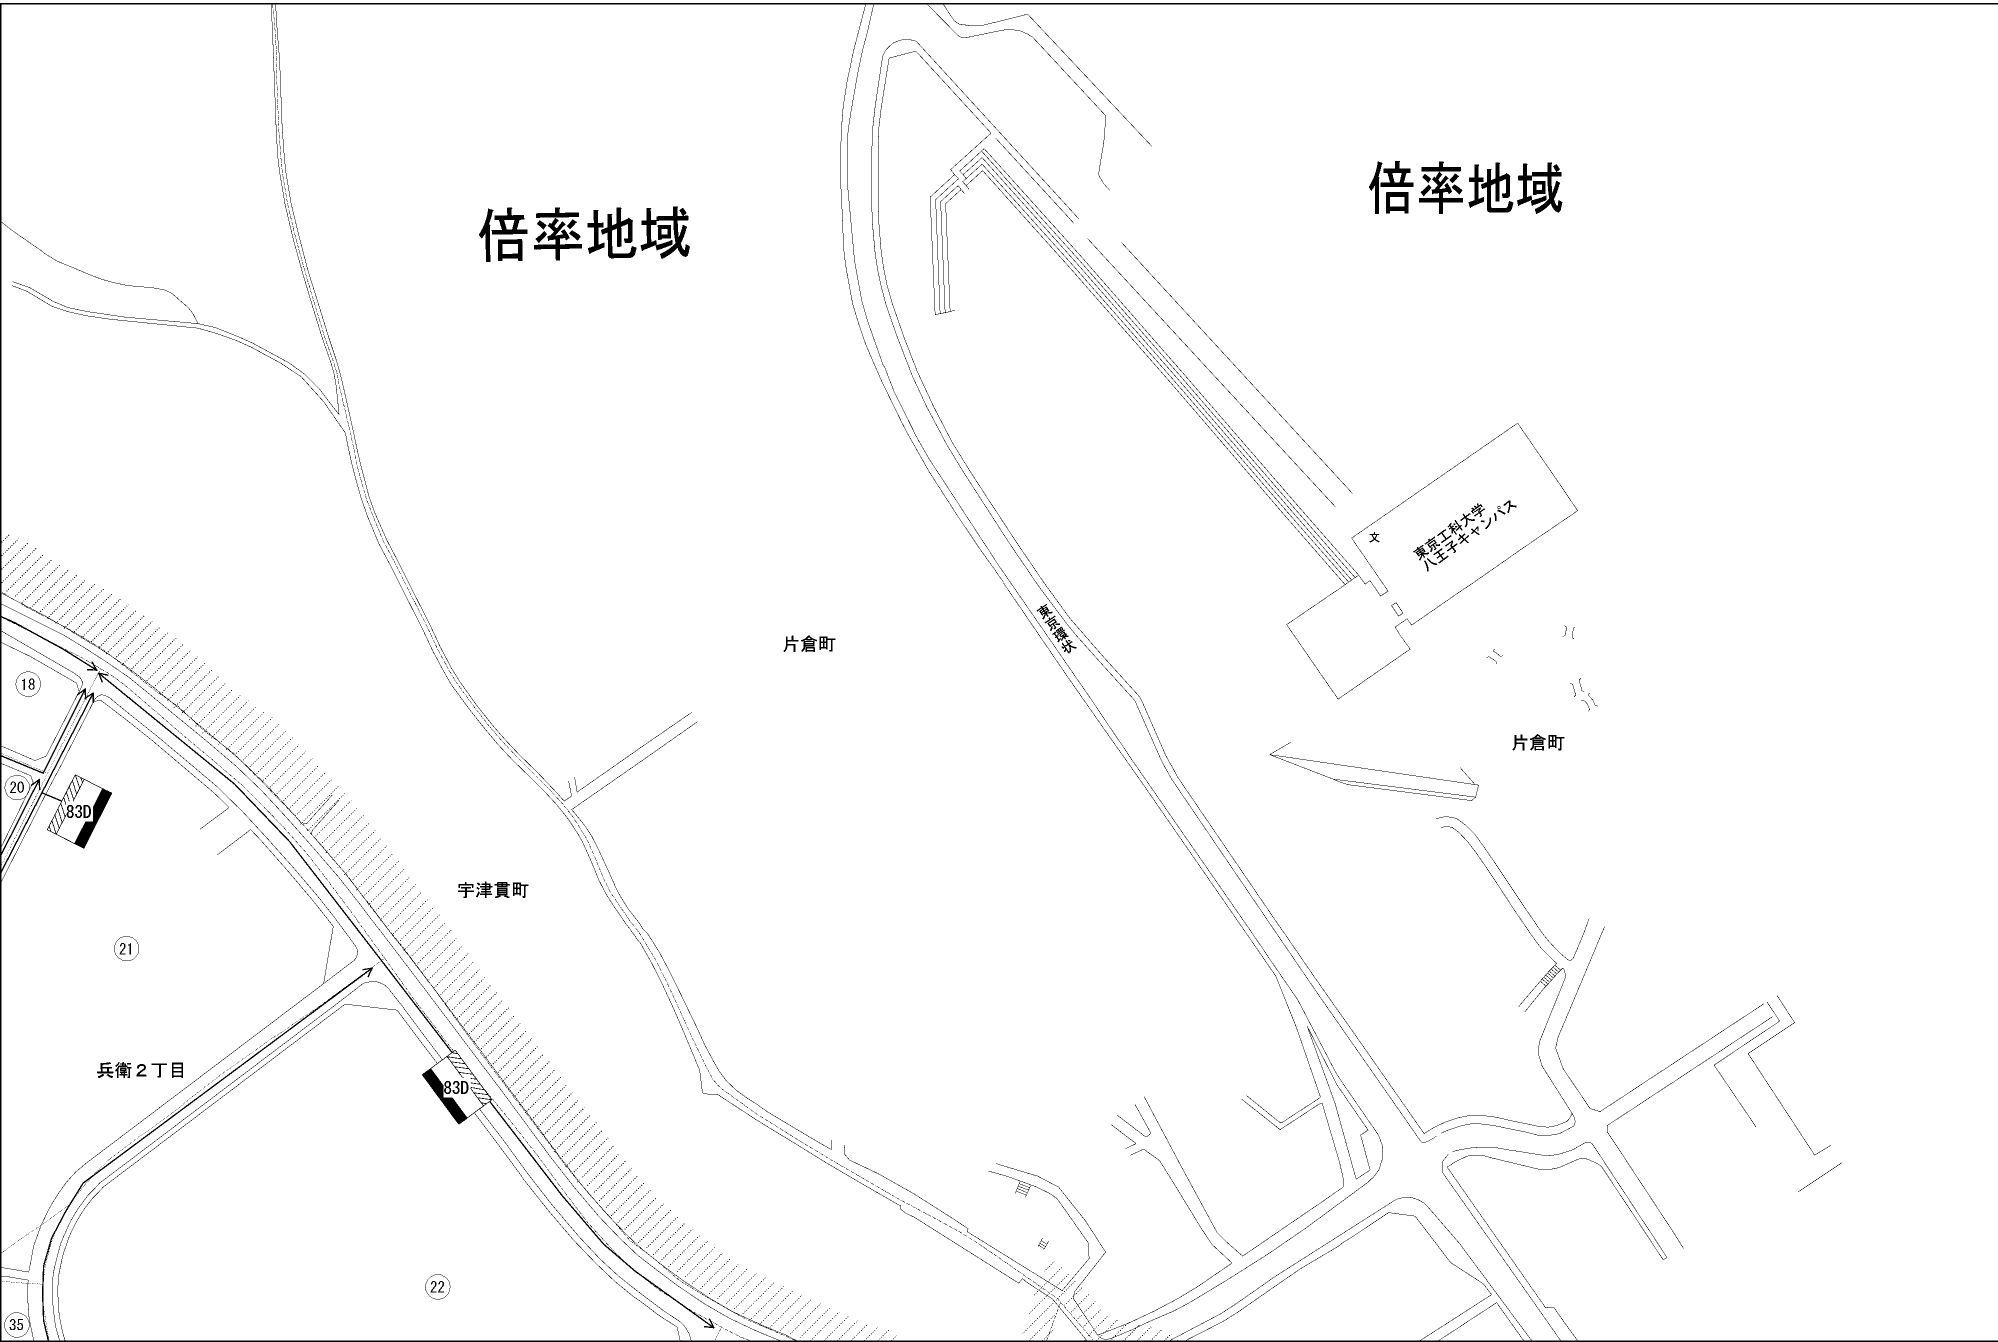 倍率地域
倍率地域
東京工科大学
八王子キャンパス
東京環状
片倉町
片倉町
18
20
83D
宇津貫町
21
兵衛２丁目
83D
22
35